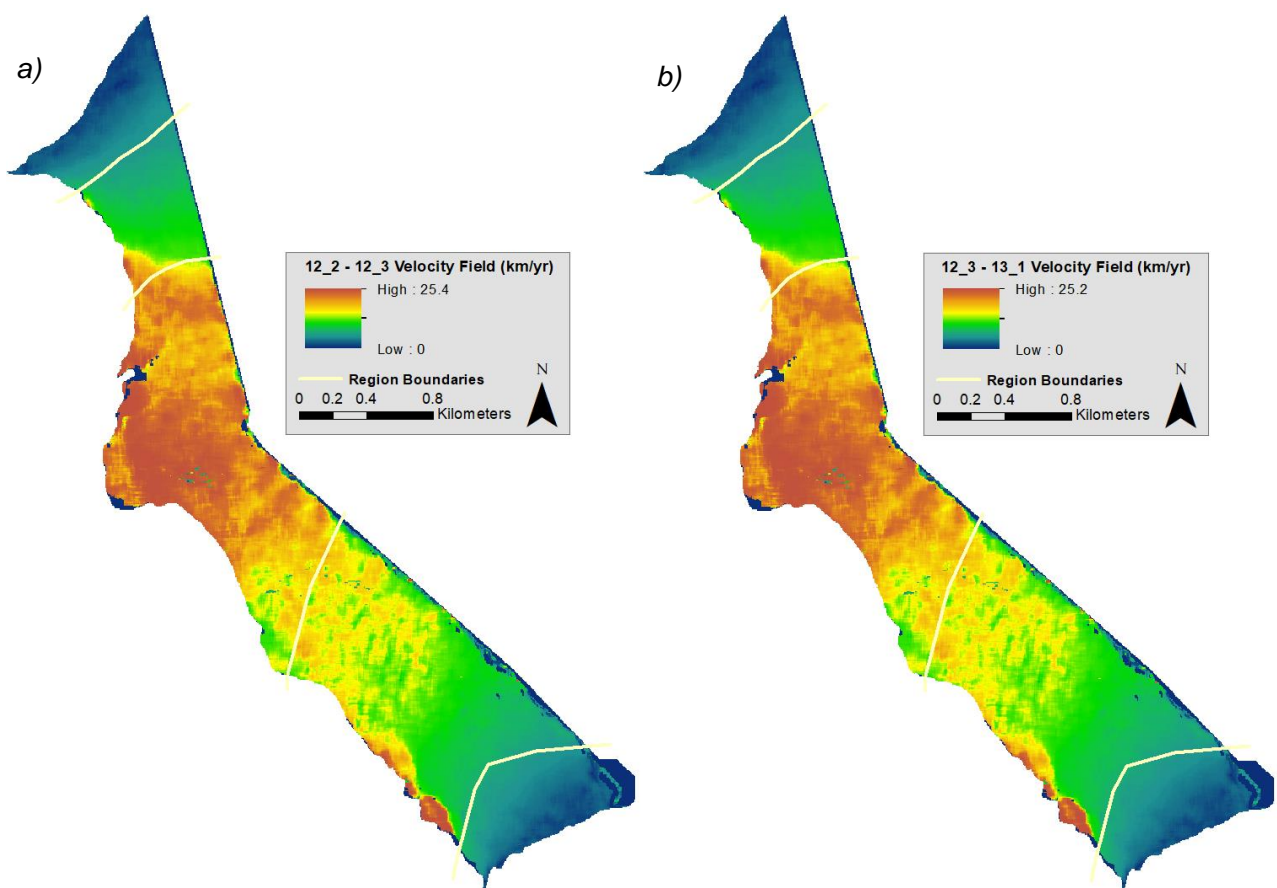 a)
12_2 - 12_3 Velocity Field (km/yr)
High : 25.4
Low : 0
N
Region Boundaries
0 0.2 0.4 0.8
Kilometers
b)
12_3 - 13_1 Velocity Field (km/yr)
High : 25.2
Low : 0
N
Region Boundaries
0 0.2 0.4 0.8
Kilometers